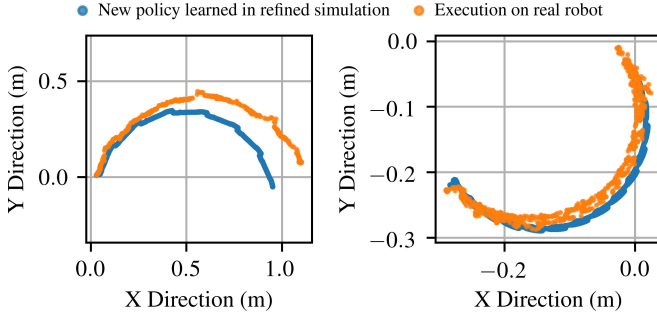 New policy learned in refined simulation
Execution on real robot
Y Direction (m)
0.5
0.0
0.0
0.5
1.0
X Direction (m)
Y Direction (m)
0.0
−0.1
−0.2
−0.3
−0.2
0.0
X Direction (m)